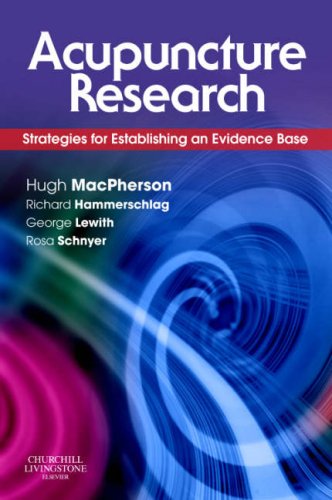 Acupuncture
Research
Strategies for Establishing an Evidence Base
Hugh MacPherson
Richard Hammerschlag
George Lewith
Rosa Schnyer
CHURCHILL
LIVINGSTONE
ELSEVIER